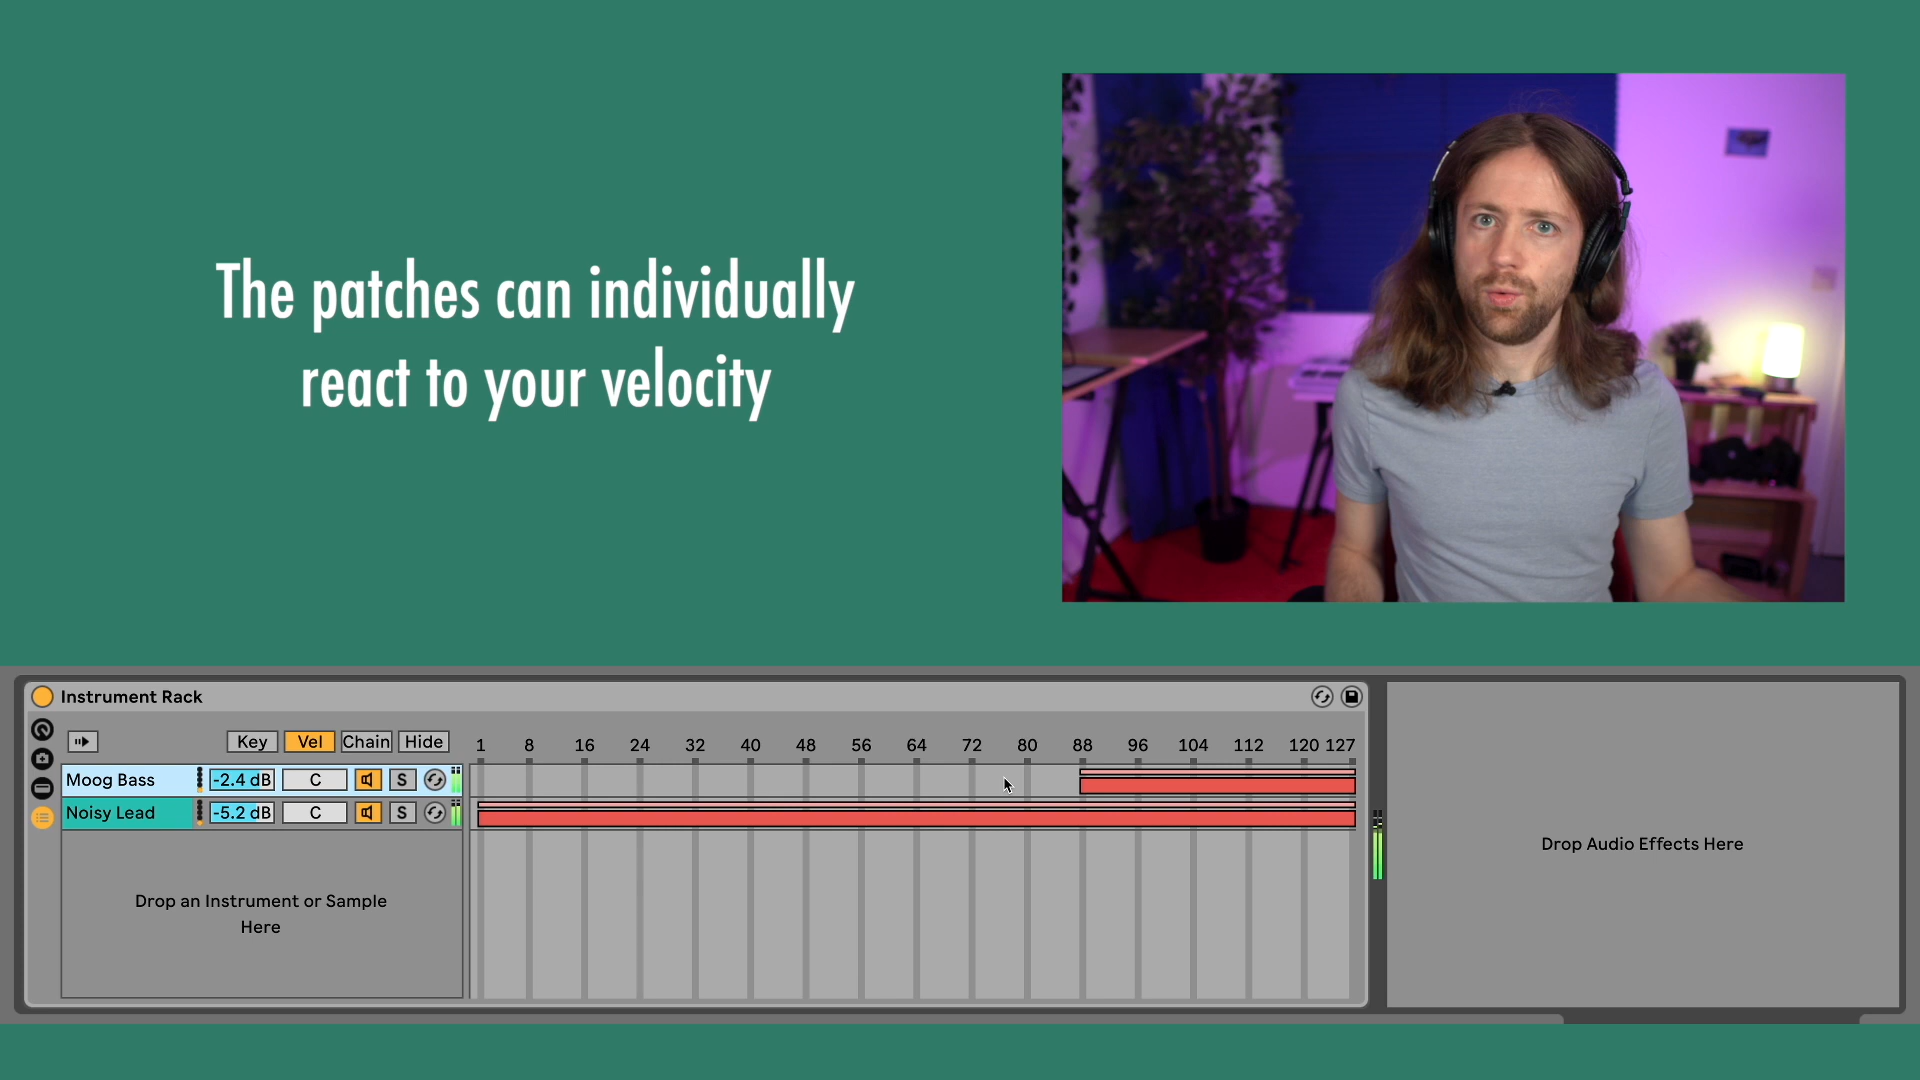 The patches can individually
react to your velocity
Instrument Rack
Key Vel Chain Hide 1 8 16 24 32 40 48 56 64 72 80 88 96 104 112 120 127
Moog Bass -2.4 dB C S
Noisy Lead -5.2 dB C S
Drop an Instrument or Sample
Here
Drop Audio Effects Here